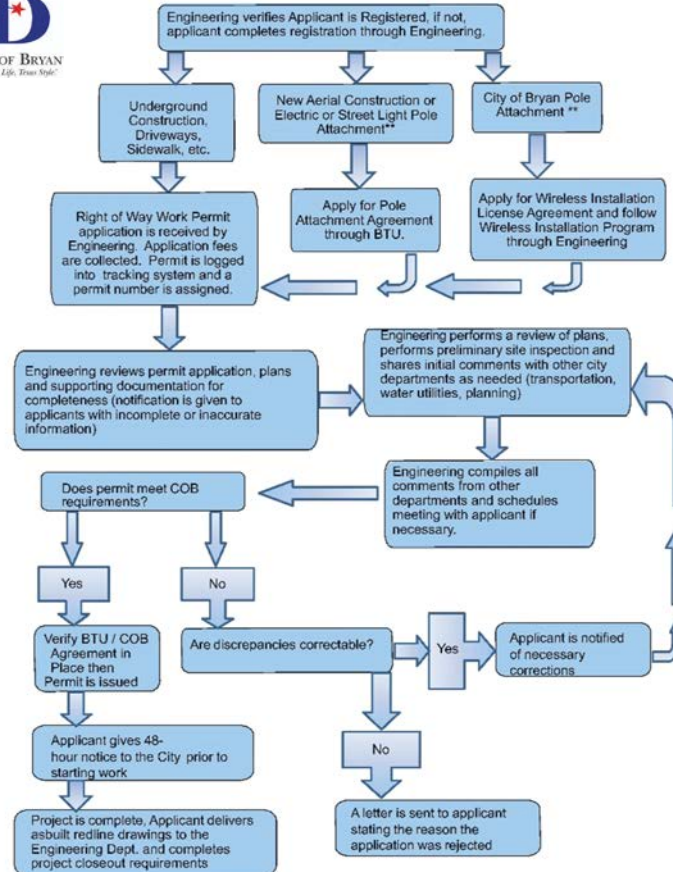 OF BRYAN
Life, Texas Style.
Engineering verifies Applicant is Registered, if not,
applicant completes registration through Engineering.
Underground
Construction,
Driveways,
Sidewalk, etc.
New Aerial Construction or
Electric or Street Light Pole
Attachment**
City of Bryan Pole
Attachment **
Right of Way Work Permit
application is received by
Engineering. Application fees
are collected. Permit is logged
into tracking system and a
permit number is assigned.
Apply for Pole
Attachment Agreement
through BTU.
Apply for Wireless Installation
License Agreement and follow
Wireless Installation Program
through Engineering
Engineering reviews permit application, plans
and supporting documentation for
completeness (notification is given to
applicants with incomplete or inaccurate
information)
Engineering performs a review of plans,
performs preliminary site inspection and
shares initial comments with other city
departments as needed (transportation,
water utilities, planning)
Engineering compiles all
comments from other
departments and schedules
meeting with applicant if
necessary.
Does permit meet COB
requirements?
Yes
No
Verify BTU / COB
Agreement in
Place then
Permit is issued
Are discrepancies correctable?
Yes
Applicant is notified
of necessary
corrections
Applicant gives 48-
hour notice to the City prior to
starting work
No
Project is complete, Applicant delivers
asbuilt redline drawings to the
Engineering Dept. and completes
project closeout requirements
A letter is sent to applicant
stating the reason the
application was rejected